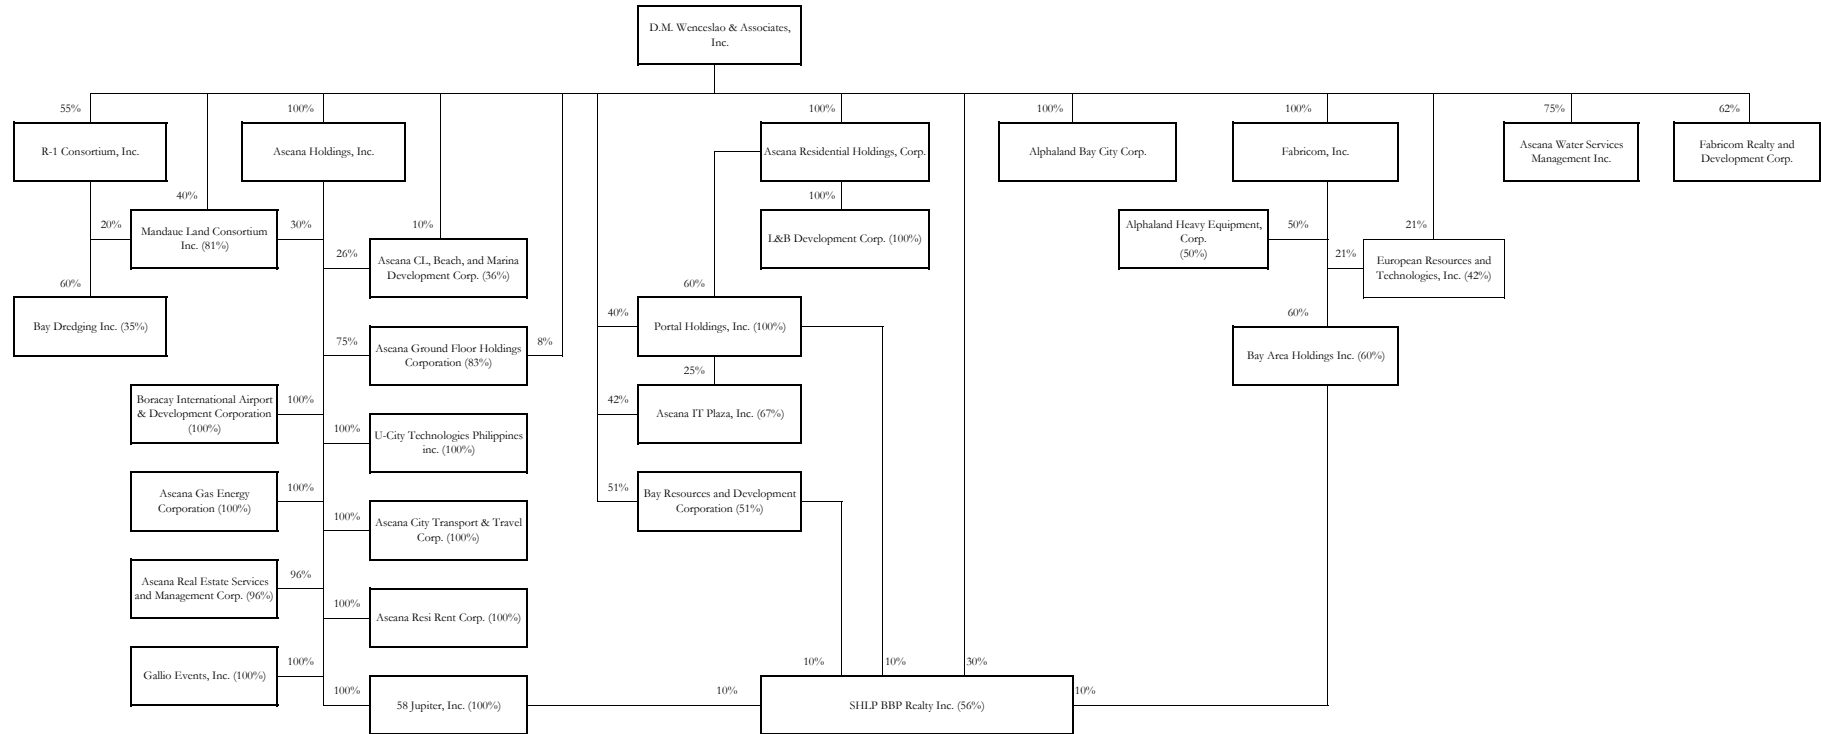 D.M. Wenceslao & Associates,
Inc.
55%
100%
100%
100%
100%
75%
62%
R-1 Consortium, Inc.
Aseana Holdings, Inc.
Aseana Residential Holdings, Corp.
Alphaland Bay City Corp.
Fabricom, Inc.
Aseana Water Services
Management Inc.
Fabricom Realty and
Development Corp.
40%
100%
20%
Mandaue Land Consortium
Inc. (81%)
30%
10%
L&B Development Corp. (100%)
Alphaland Heavy Equipment,
Corp.
(50%)
50%
21%
26%
Aseana CL, Beach, and Marina
Development Corp. (36%)
21%
European Resources and
Technologies, Inc. (42%)
60%
60%
60%
Bay Dredging Inc. (35%)
40%
Portal Holdings, Inc. (100%)
75%
Aseana Ground Floor Holdings
Corporation (83%)
8%
Bay Area Holdings Inc. (60%)
25%
Boracay International Airport
& Development Corporation
(100%)
100%
42%
Aseana IT Plaza, Inc. (67%)
100%
U-City Technologies Philippines
inc. (100%)
Aseana Gas Energy
Corporation (100%)
100%
51%
Bay Resources and Development
Corporation (51%)
100%
Aseana City Transport & Travel
Corp. (100%)
Aseana Real Estate Services
and Management Corp. (96%)
96%
100%
Aseana Resi Rent Corp. (100%)
Gallio Events, Inc. (100%)
100%
10%
10%
30%
100%
58 Jupiter, Inc. (100%)
10%
SHLP BBP Realty Inc. (56%)
10%